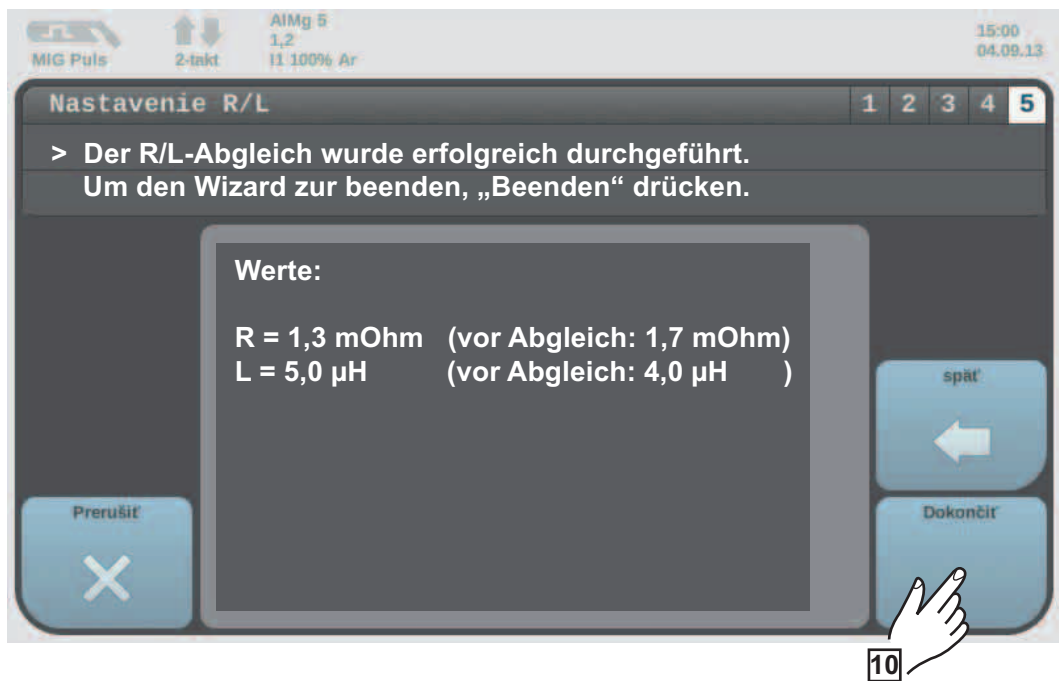 AlMg 5
1,2
I1 100% Ar
MIG Puls
2-takt
15:00
04.09.13
Nastavenie R/L
1 2 3 4 5
> Der R/L-Abgleich wurde erfolgreich durchgeführt.
Um den Wizard zur beenden, „Beenden“ drücken.
Werte:
R = 1,3 mOhm (vor Abgleich: 1,7 mOhm)
L = 5,0 µH (vor Abgleich: 4,0 µH )
späť
Prerušiť
Dokončiť
10